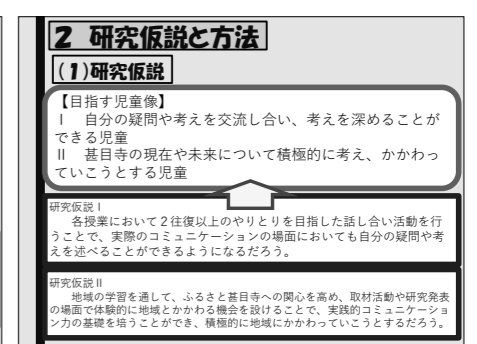 2 研究仮説と方法
(1)研究仮説
【目指す児童像】
Ⅰ 自分の疑問や考えを交流し合い、考えを深めることが
できる児童
Ⅱ 甚目寺の現在や未来について積極的に考え、かかわっ
ていこうとする児童
研究仮説Ⅰ
各授業において2往復以上のやりとりを目指した話し合い活動を行
うことで、実際のコミュニケーションの場面においても自分の疑問や考
えを述べることができるようになるだろう。
研究仮説Ⅱ
地域の学習を通して、ふるさと甚目寺への関心を高め、取材活動や研究発表
の場面で体験的に地域とかかわる機会を設けることで、実践的コミュニケーショ
ン力の基礎を培うことができ、積極的に地域にかかわっていこうとするだろう。